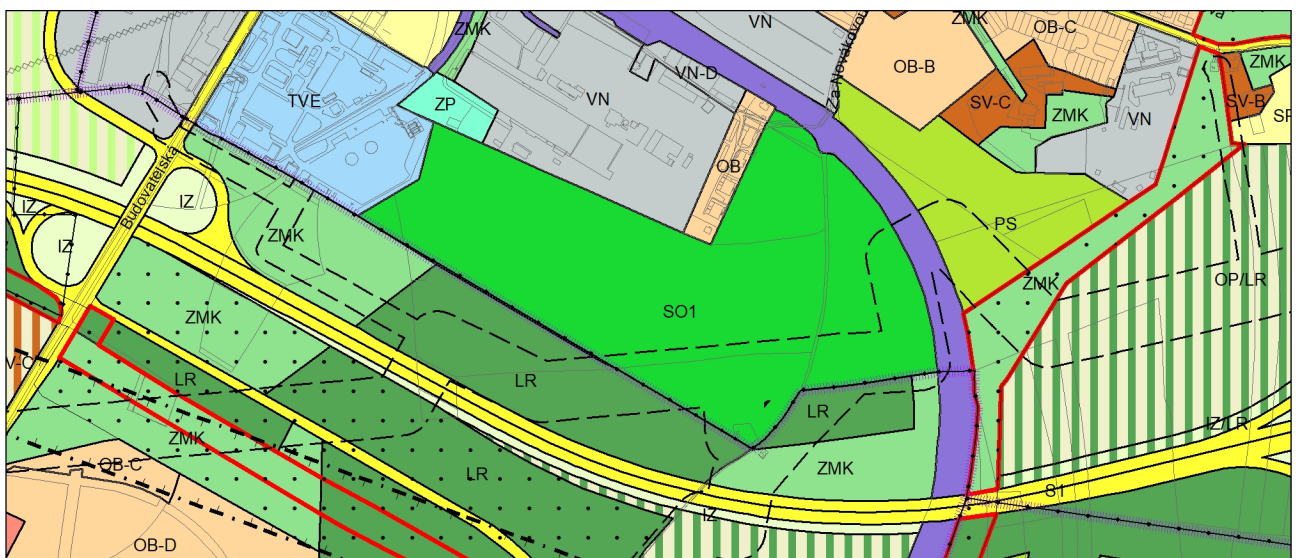 VN
ZMK
OB-C
ZMK
VN-D
Za Novákovou
OB-B
ZMK
TVE
ZP
VN
SV-C
ZMK
VN
SV-B
OB
Budovatelská
IZ
IZ
IZ
ZMK
PS
ZMK
OP/LR
SO1
ZMK
LR
LR
LR
IZ/LR
ZMK
OB-C
LR
ZMK
S1
IZ
OB-D